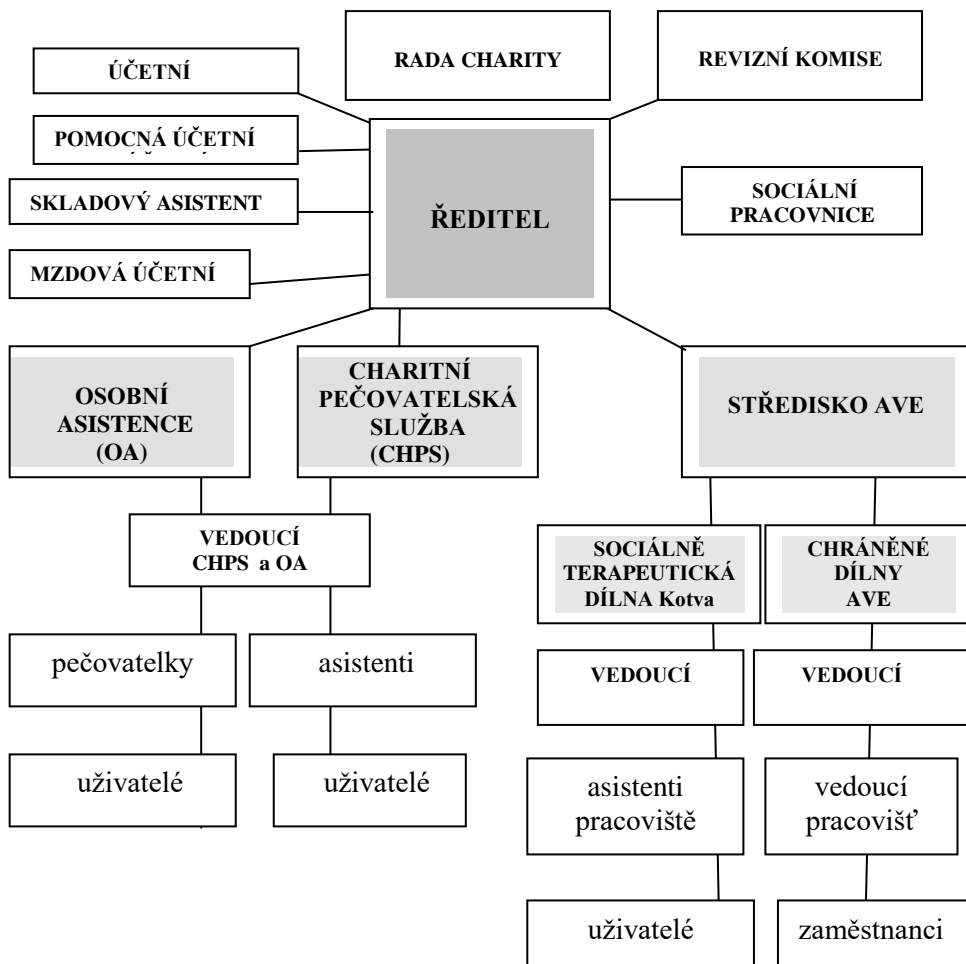 ÚČETNÍ
RADA CHARITY
REVIZNÍ KOMISE
POMOCNÁ ÚČETNÍ
SKLADOVÝ ASISTENT
ŘEDITEL
SOCIÁLNÍ
PRACOVNICE
MZDOVÁ ÚČETNÍ
OSOBNÍ
ASISTENCE
(OA)
CHARITNÍ
PEČOVATELSKÁ
SLUŽBA
(CHPS)
STŘEDISKO AVE
VEDOUCÍ
CHPS a OA
SOCIÁLNĚ
TERAPEUTICKÁ
DÍLNA Kotva
CHRÁNĚNÉ
DÍLNY
AVE
pečovatelky
asistenti
VEDOUCÍ
VEDOUCÍ
uživatelé
uživatelé
asistenti
pracoviště
vedoucí
pracovišť
uživatelé
zaměstnanci